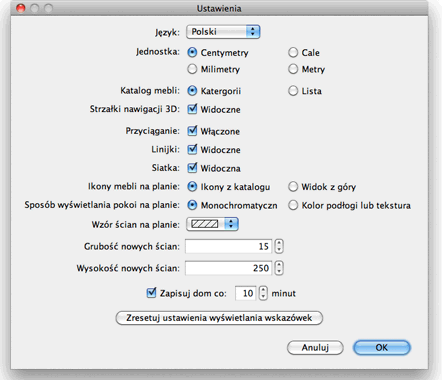 Ustawienia
Język: Polski
Jednostka: Centymetry Cale
Milimetry Metry
Katalog mebli: Katergorii Lista
Strzałki nawigacji 3D: Widoczne
Przyciąganie: Włączone
Linijki: Widoczne
Siatka: Widoczna
Ikony mebli na planie: Ikony z katalogu Widok z góry
Sposób wyświetlania pokoi na planie: Monochromatyczn Kolor podłogi lub tekstura
Wzór ścian na planie:
Grubość nowych ścian: 15
Wysokość nowych ścian: 250
Zapisuj dom co: 10 minut
Zresetuj ustawienia wyświetlania wskazówek
Anuluj OK